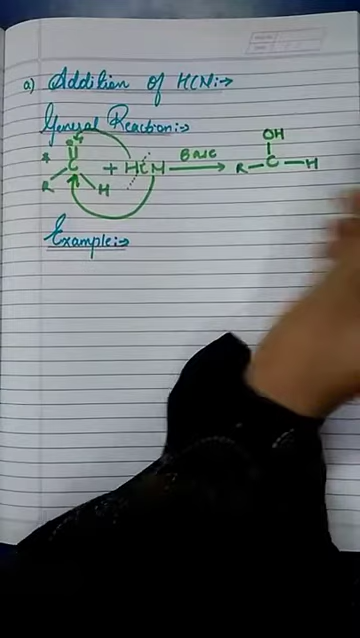 a) Addition of HCN:→
General Reaction:→
O OH
R C H + HCN Base → R—C—H
Example:→